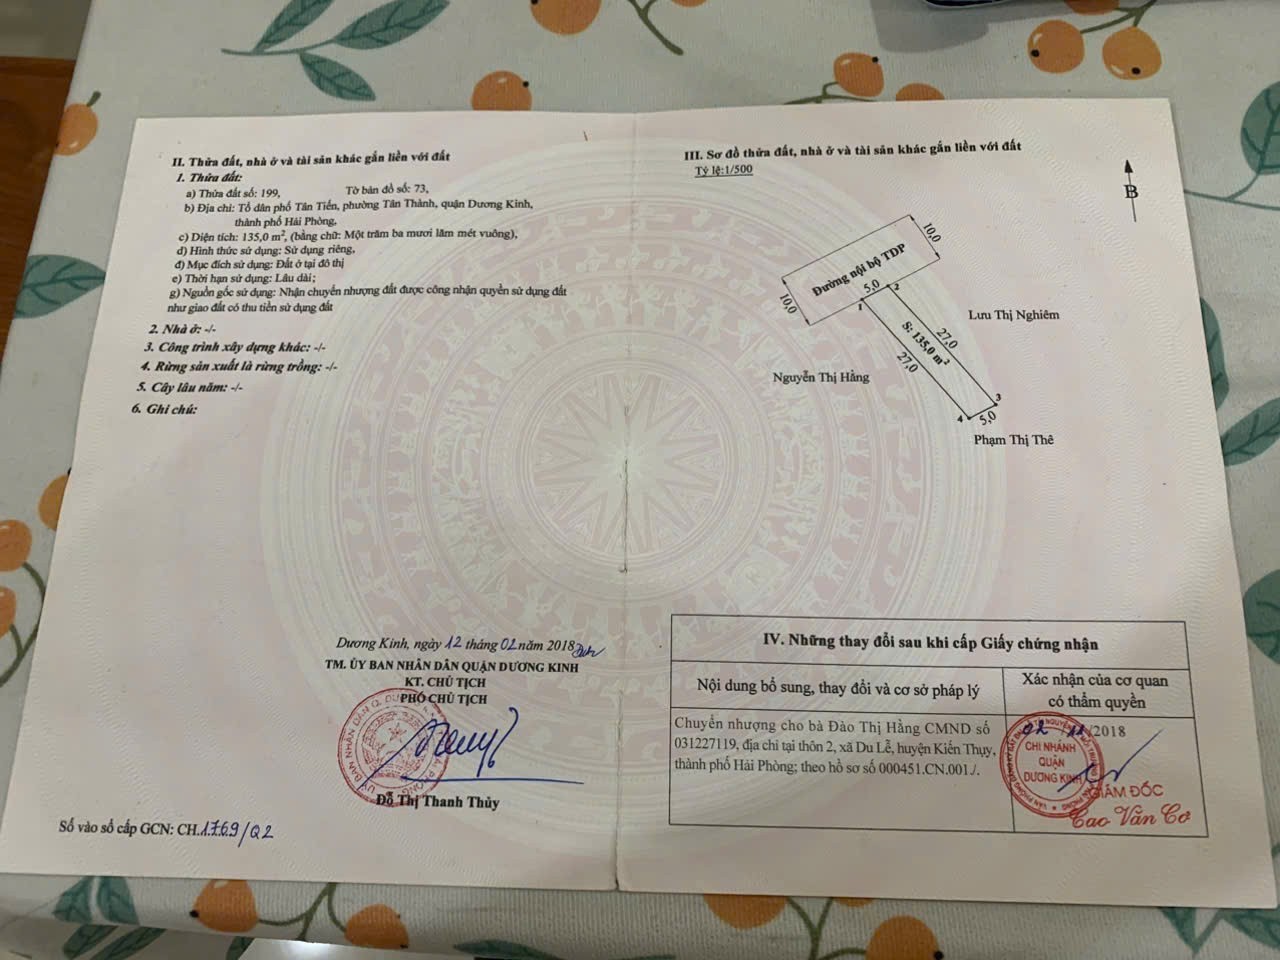 II. Thửa đất, nhà ở và tài sản khác gắn liền với đất
1. Thửa đất:
a) Thửa đất số: 199, Tờ bản đồ số: 73,
b) Địa chỉ: Tổ dân phố Tân Tiến, phường Tân Thành, quận Dương Kinh,
thành phố Hải Phòng,
c) Diện tích: 135,0 m², (bằng chữ: Một trăm ba mươi lăm mét vuông),
d) Hình thức sử dụng: Sử dụng riêng,
đ) Mục đích sử dụng: Đất ở tại đô thị
e) Thời hạn sử dụng: Lâu dài;
g) Nguồn gốc sử dụng: Nhận chuyển nhượng đất được công nhận quyền sử dụng đất
như giao đất có thu tiền sử dụng đất
2. Nhà ở: -/-
3. Công trình xây dựng khác: -/-
4. Rừng sản xuất là rừng trồng: -/-
5. Cây lâu năm: -/-
6. Ghi chú:
Dương Kinh, ngày 12 tháng 02 năm 2018
TM. ỦY BAN NHÂN DÂN QUẬN DƯƠNG KINH
KT. CHỦ TỊCH
PHÓ CHỦ TỊCH
Đỗ Thị Thanh Thủy
Số vào sổ cấp GCN: CH.1769/Q2
III. Sơ đồ thửa đất, nhà ở và tài sản khác gắn liền với đất
Tỷ lệ:1/500
B
10,0
Đường nội bộ TDP
10,0
5,0
1
2
Lưu Thị Nghiêm
27,0
S: 135,0 m²
27,0
Nguyễn Thị Hằng
3
4
5,0
Phạm Thị Thê
IV. Những thay đổi sau khi cấp Giấy chứng nhận
Nội dung bổ sung, thay đổi và cơ sở pháp lý
Xác nhận của cơ quan
có thẩm quyền
Chuyển nhượng cho bà Đào Thị Hằng CMND số
031227119, địa chỉ tại thôn 2, xã Du Lễ, huyện Kiến Thụy,
thành phố Hải Phòng; theo hồ sơ số 000451.CN.001./.
02/11/2018
CHI NHÁNH
QUẬN
DƯƠNG KINH
GIÁM ĐỐC
Cao Văn Cơ